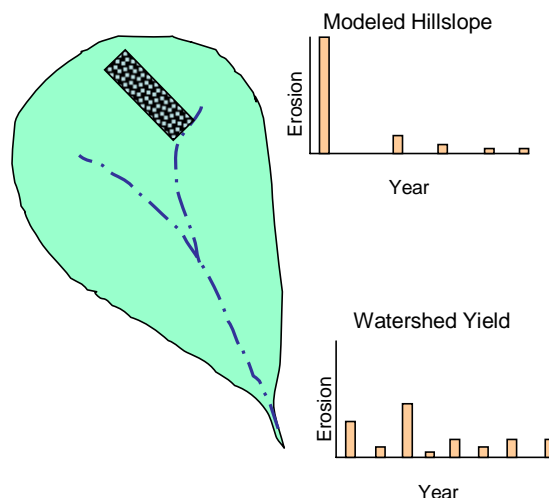 Modeled Hillslope
Erosion
Year
Watershed Yield
Erosion
Year